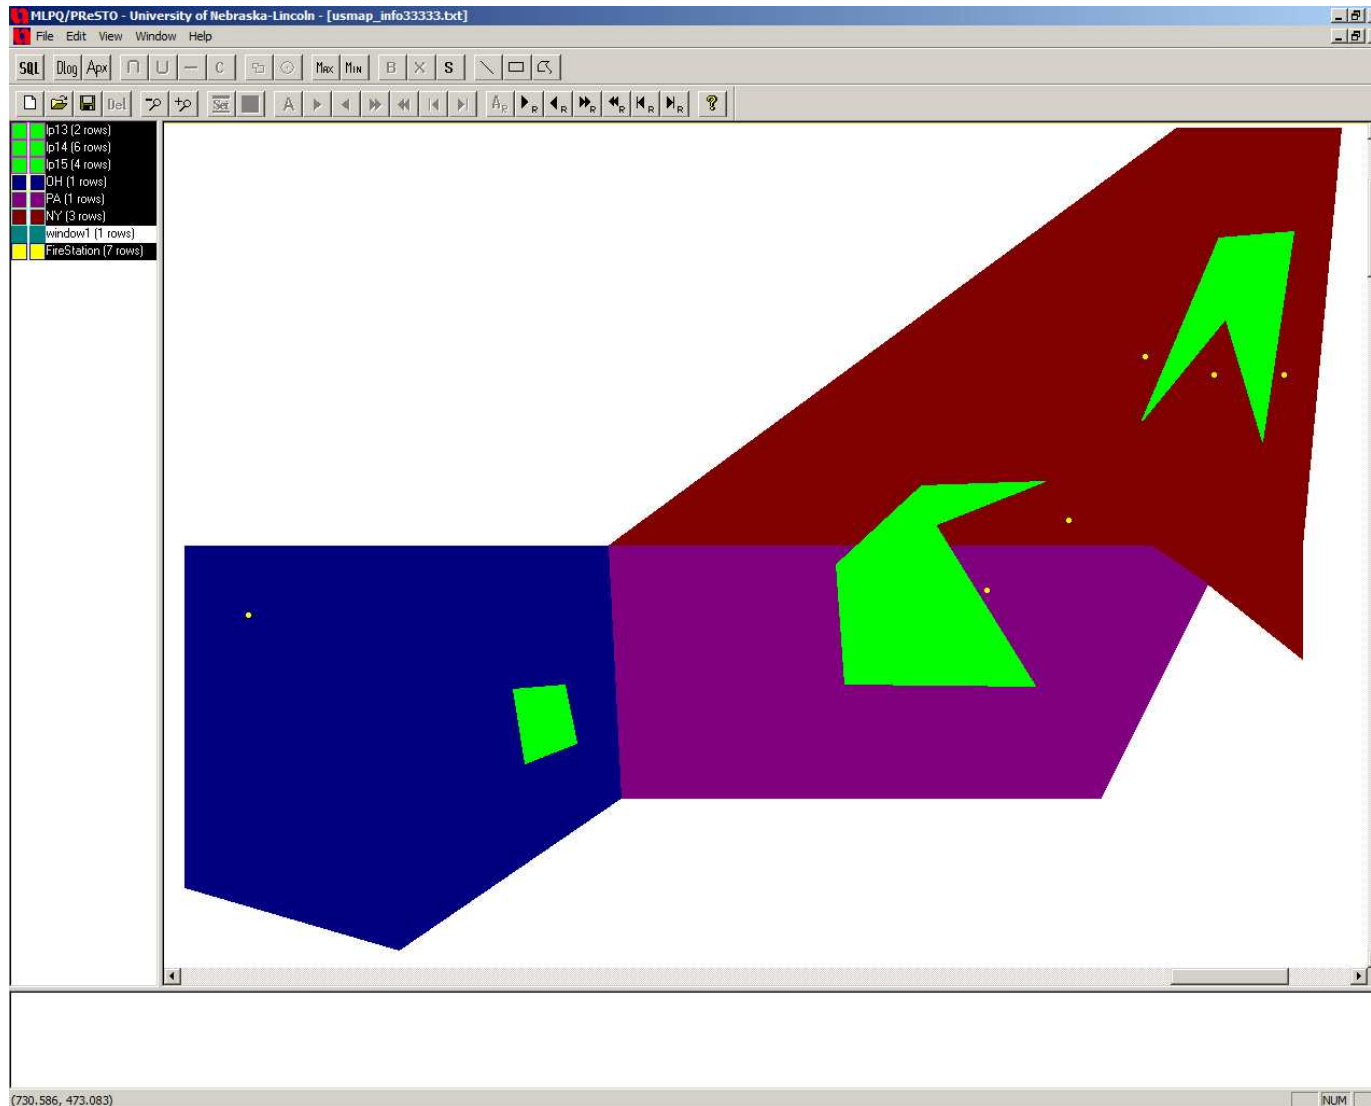 MLPQ/PReSTO - University of Nebraska-Lincoln - [usmap_info33333.txt]
File Edit View Window Help
SQL Dlog Apx C Max Min B X S
Del Set A A R R R R R R R ?
lp13 (2 rows)
lp14 (6 rows)
lp15 (4 rows)
OH (1 rows)
PA (1 rows)
NY (3 rows)
window1 (1 rows)
FireStation (7 rows)
(730.586, 473.083) NUM